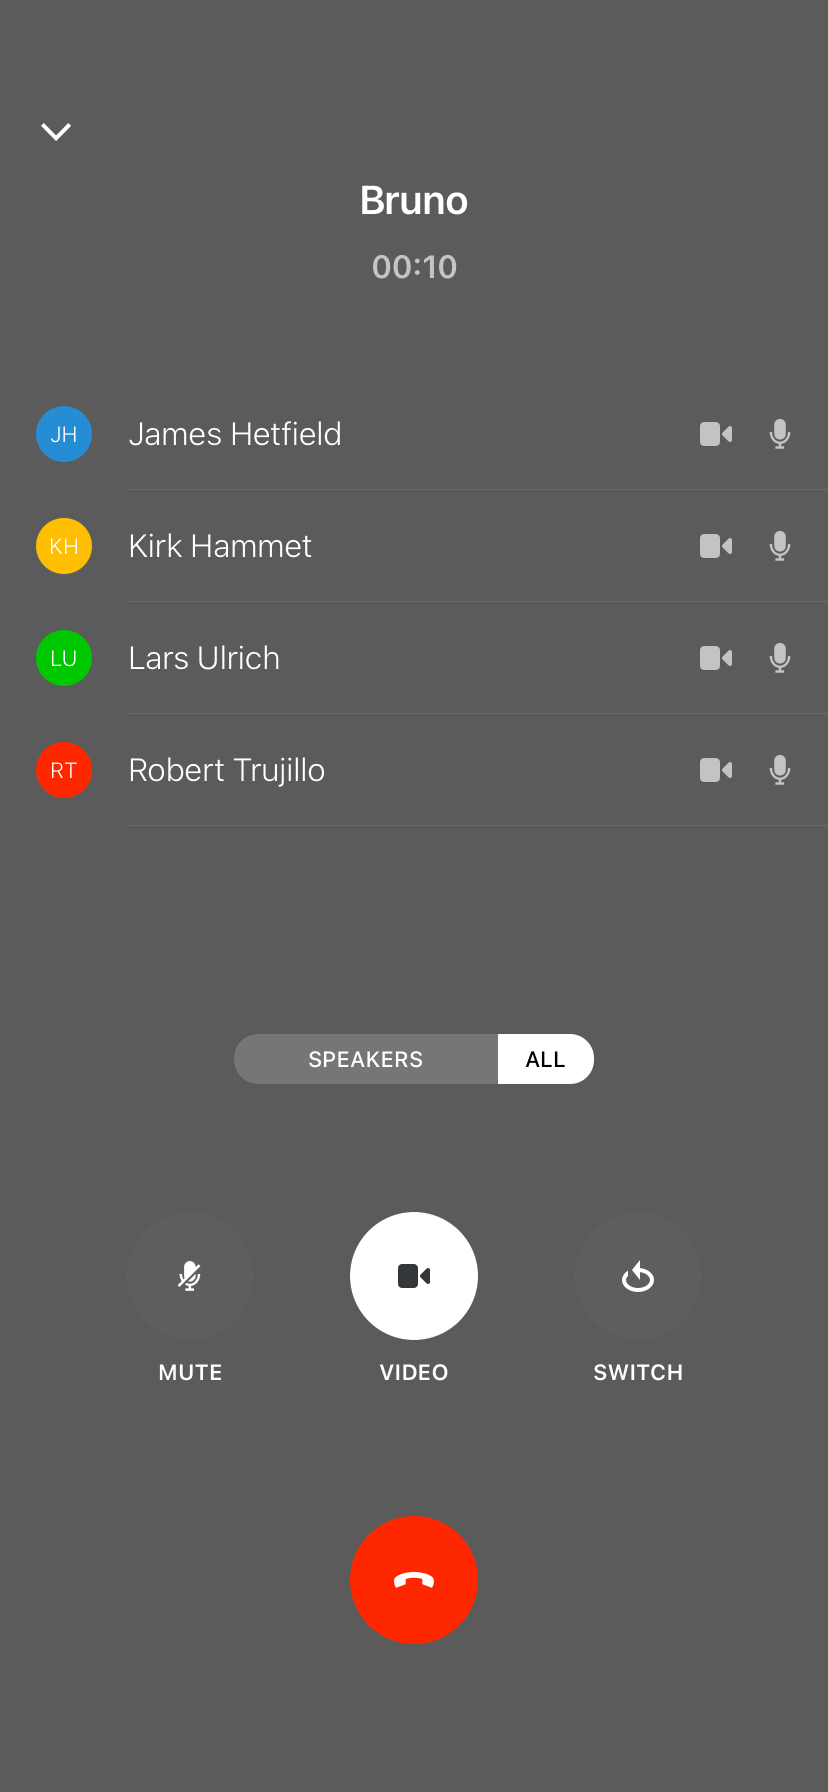 Bruno
00:10
JH James Hetfield
KH Kirk Hammet
LU Lars Ulrich
RT Robert Trujillo
SPEAKERS ALL
MUTE VIDEO SWITCH